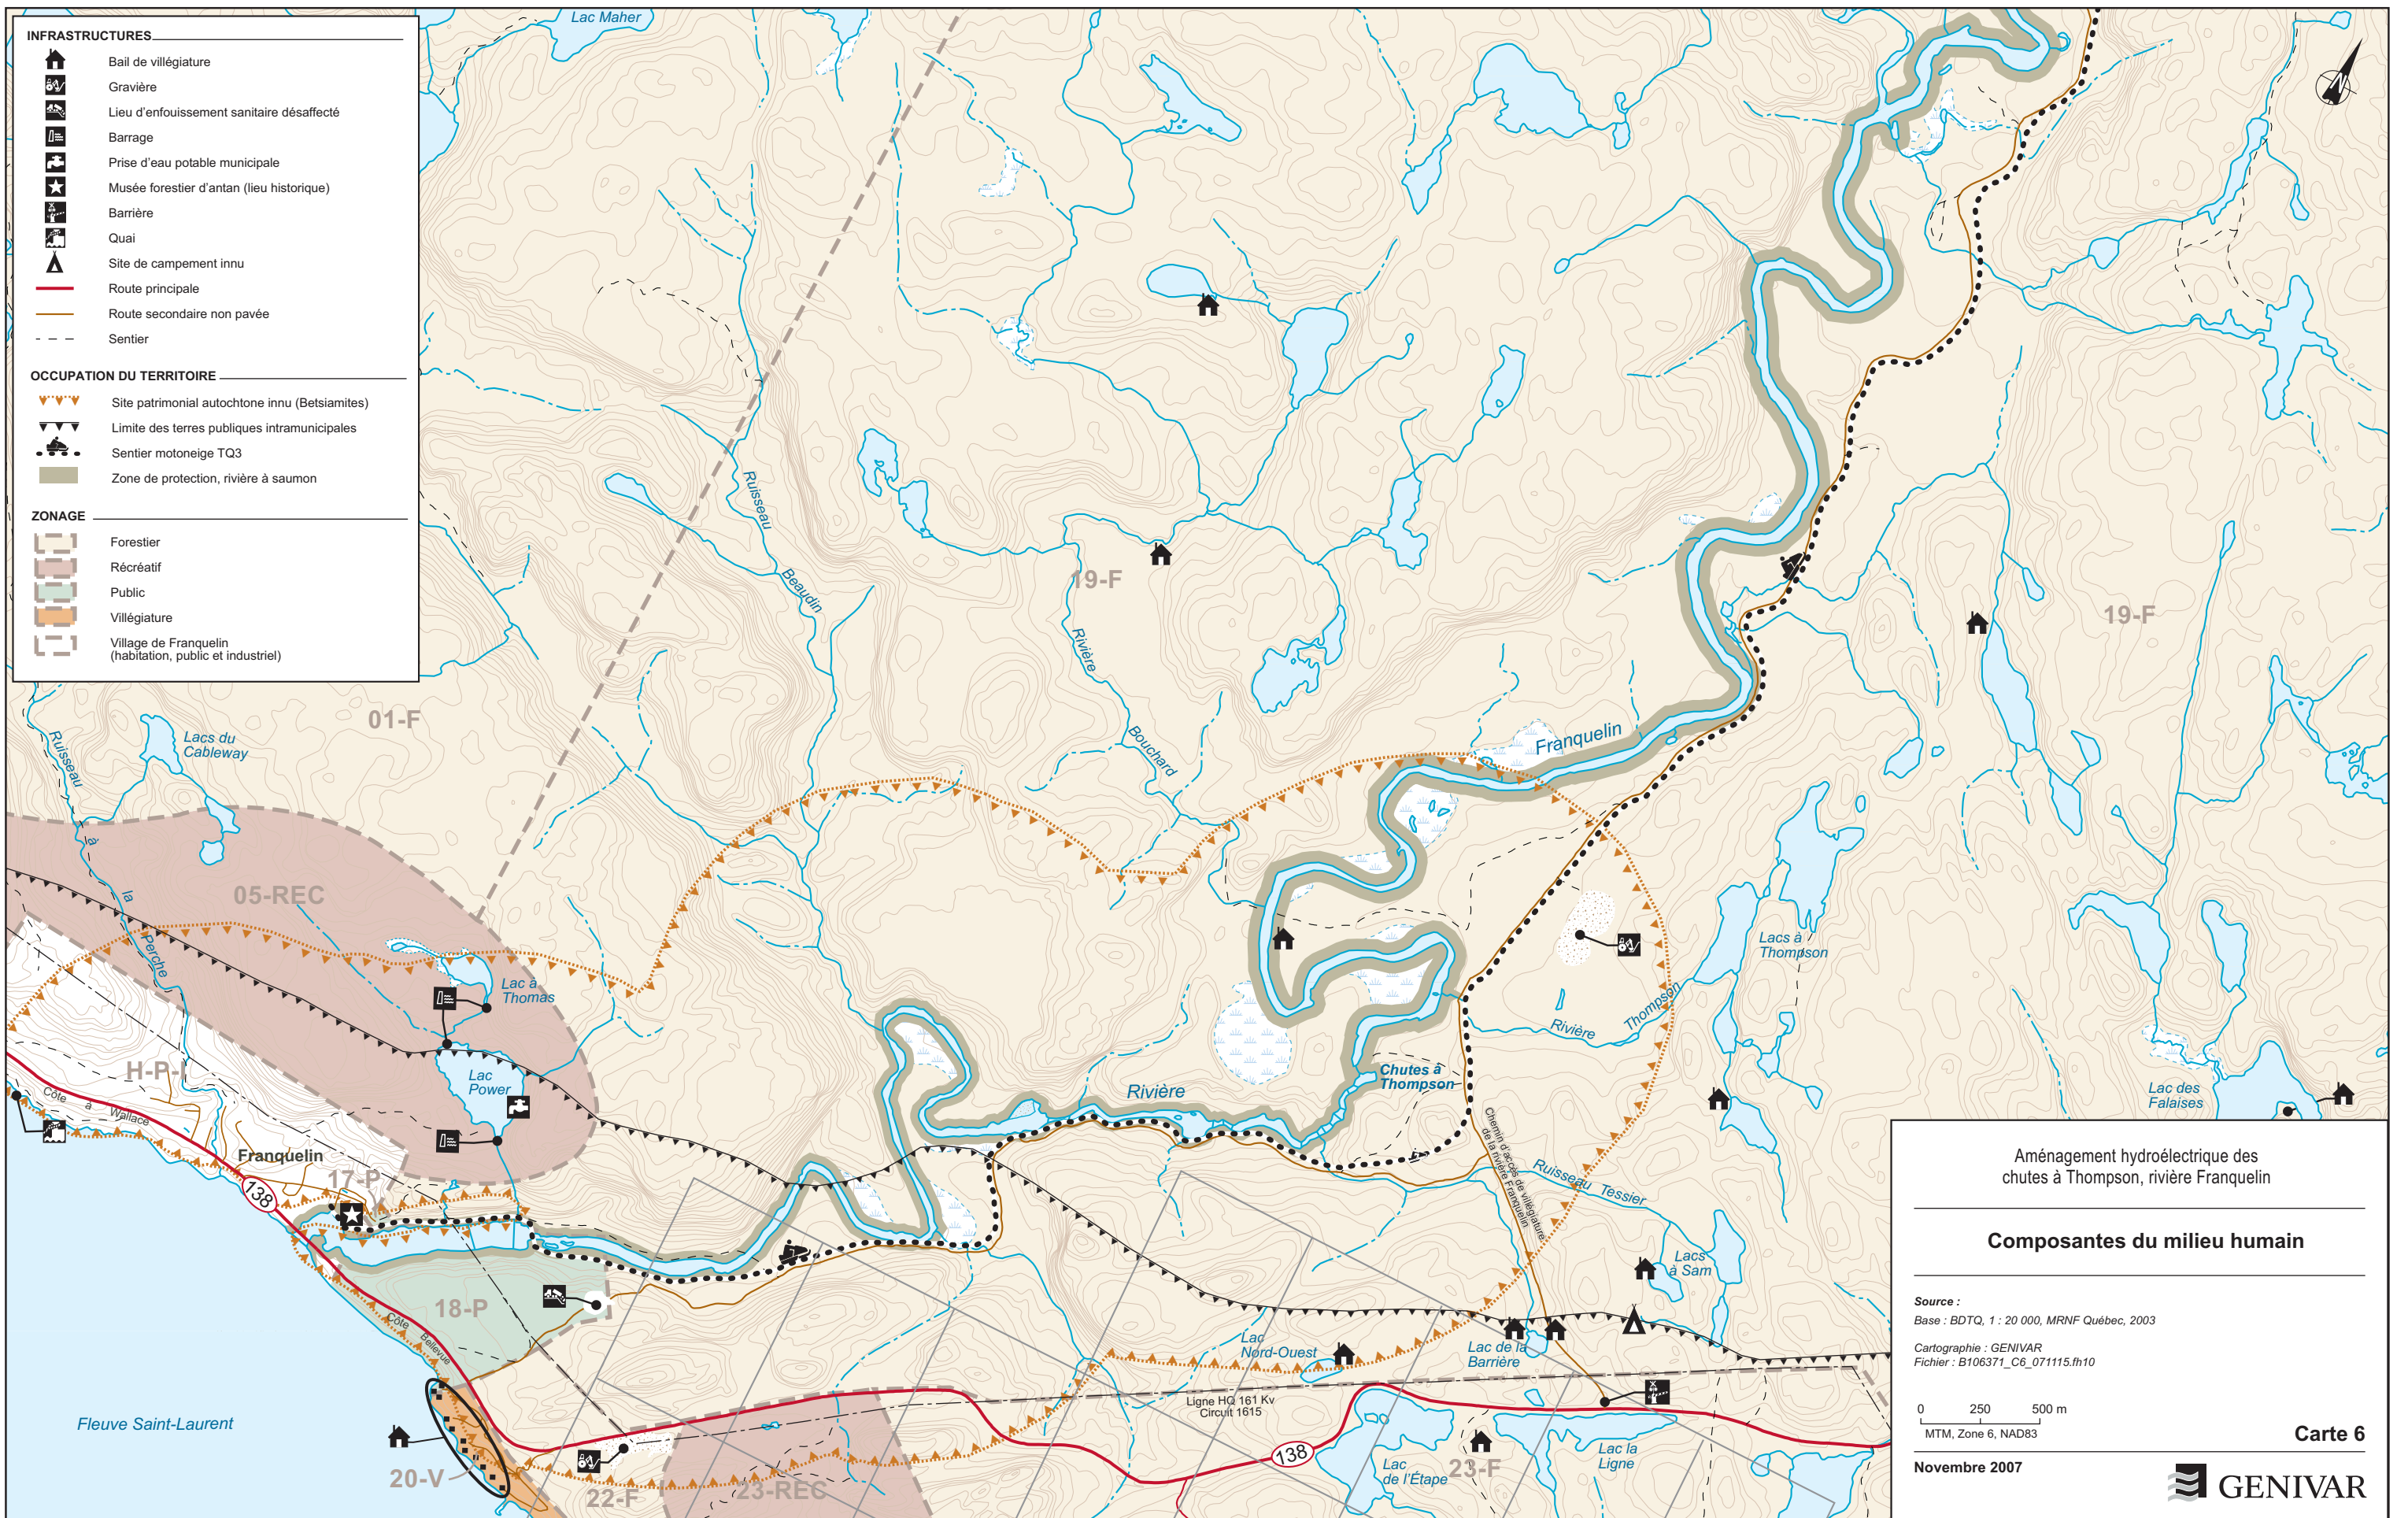 INFRASTRUCTURES
Bail de villégiature
Gravière
Lieu d'enfouissement sanitaire désaffecté
Barrage
Prise d'eau potable municipale
Musée forestier d'antan (lieu historique)
Barrière
Quai
Site de campement innu
Route principale
Route secondaire non pavée
Sentier
OCCUPATION DU TERRITOIRE
Site patrimonial autochtone innu (Betsiamites)
Limite des terres publiques intramunicipales
Sentier motoneige TQ3
Zone de protection, rivière à saumon
ZONAGE
Forestier
Récréatif
Public
Villégiature
Village de Franquelin
(habitation, public et industriel)
Lac Maher
N
Ruisseau
Beaudin
19-F
Rivière
Bouchard
19-F
01-F
Lacs du
Cableway
Ruisseau
à
la
Perche
Franquelin
05-REC
Lac à
Thomas
Lacs à
Thompson
Rivière
Thompson
H-P-I
Lac
Power
Côte à Wallace
Chutes à
Thompson
Rivière
Lac des
Falaises
Franquelin
17-P
138
Chemin d'accès de villégiature
de la rivière Franquelin
Ruisseau Tessier
Lacs
à Sam
18-P
Côte Bellevue
Lac
Nord-Ouest
Lac de la
Barrière
Ligne HQ 161 Kv
Circuit 1615
Fleuve Saint-Laurent
138
20-V
22-F
23-REC
Lac
de l'Étape
23-F
Lac la
Ligne
Aménagement hydroélectrique des
chutes à Thompson, rivière Franquelin
Composantes du milieu humain
Source :
Base : BDTQ, 1 : 20 000, MRNF Québec, 2003
Cartographie : GENIVAR
Fichier : B106371_C6_071115.fh10
0 250 500 m
MTM, Zone 6, NAD83
Carte 6
Novembre 2007
GENIVAR